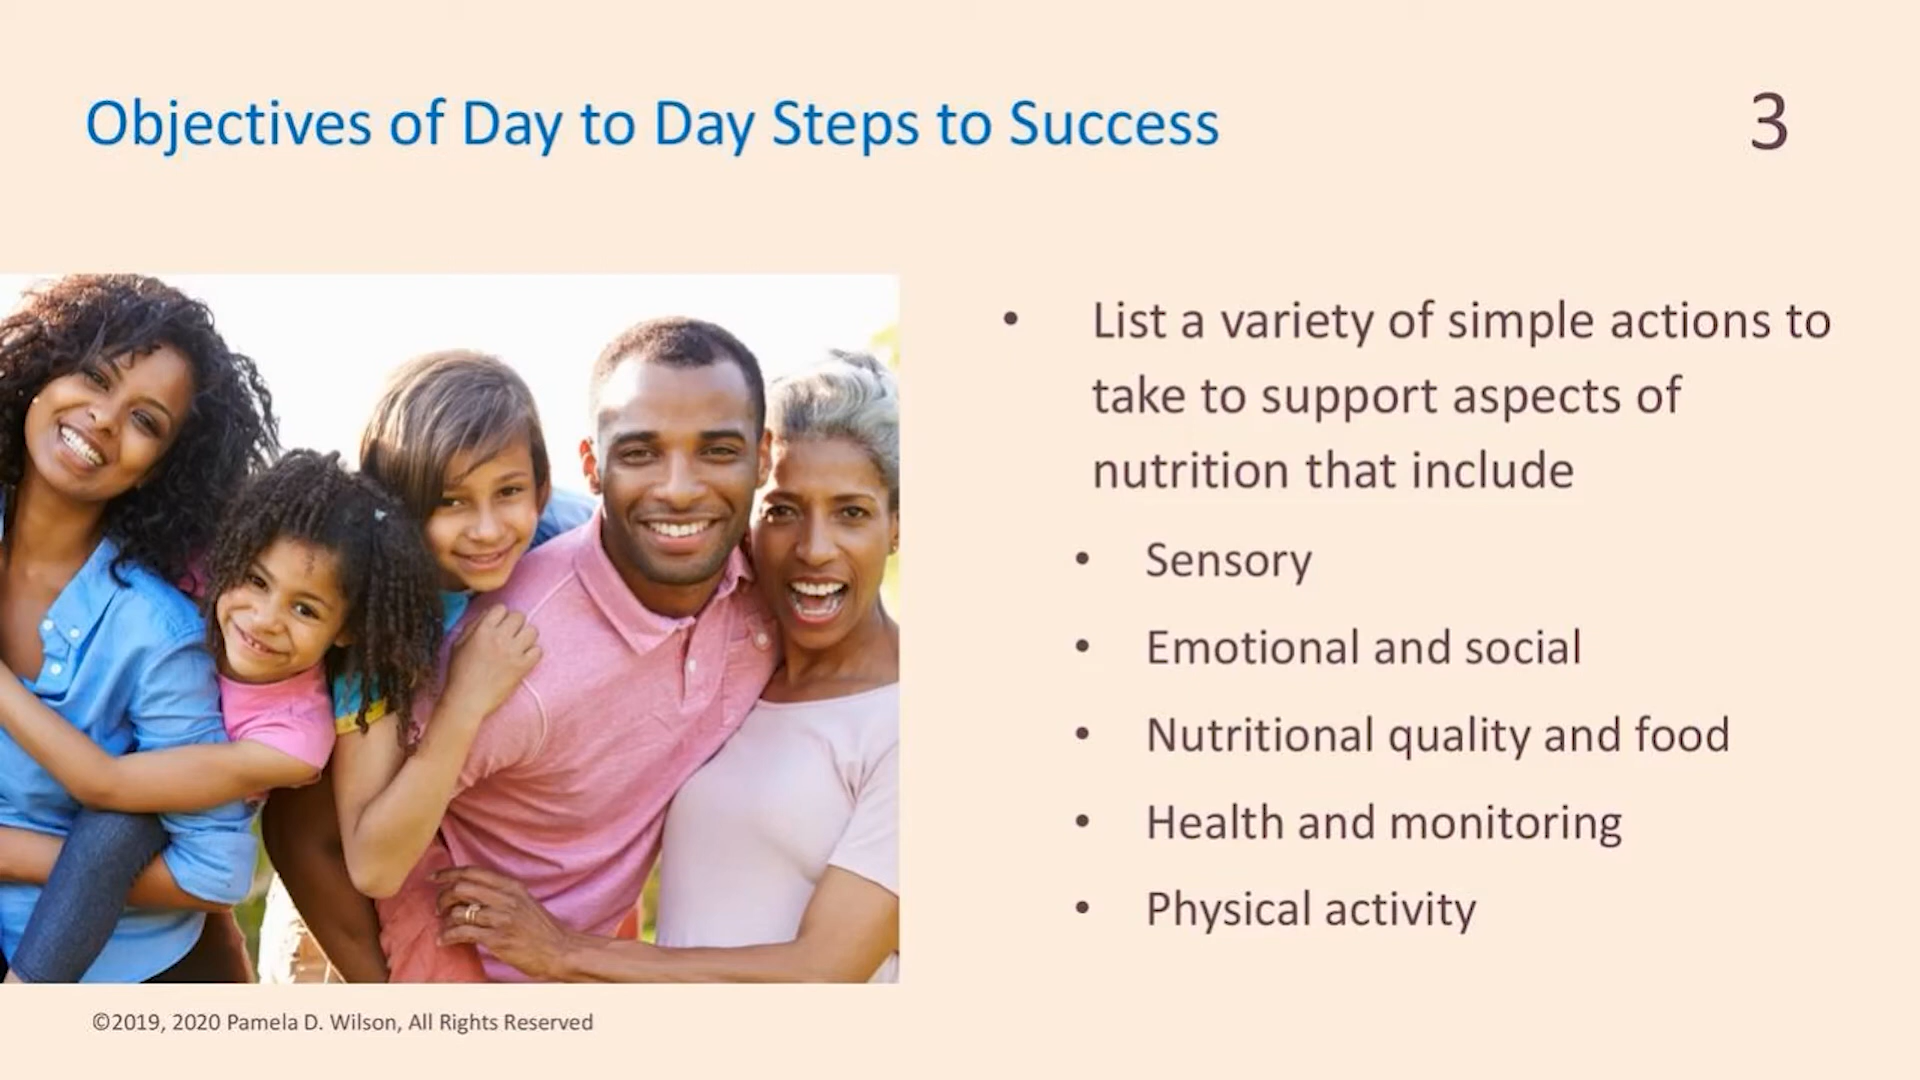 Objectives of Day to Day Steps to Success
3
• List a variety of simple actions to
take to support aspects of
nutrition that include
• Sensory
• Emotional and social
• Nutritional quality and food
• Health and monitoring
• Physical activity
©2019, 2020 Pamela D. Wilson, All Rights Reserved